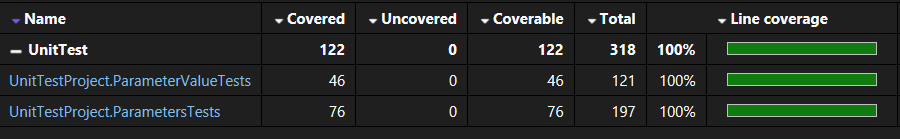 Name Covered Uncovered Coverable Total Line coverage
UnitTest 122 0 122 318 100%
UnitTestProject.ParameterValueTests 46 0 46 121 100%
UnitTestProject.ParametersTests 76 0 76 197 100%